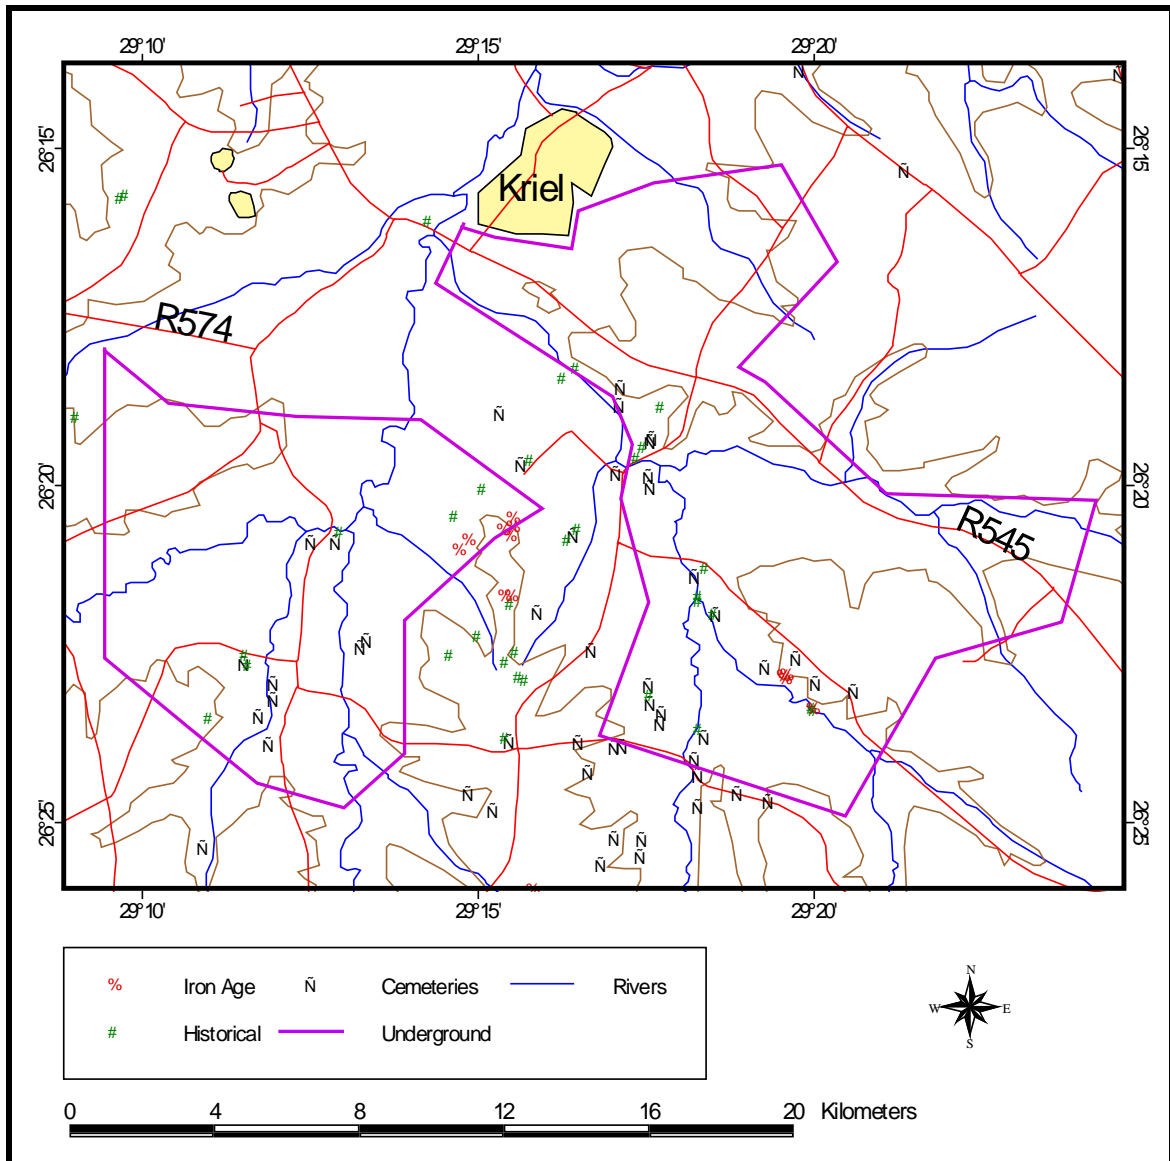 29°10' 29°15' 29°20'
26°15' 26°15'
Kriel
R574
26°20' 26°20'
R545
26°25' 26°25'
29°10' 29°15' 29°20'
% Iron Age Ñ Cemeteries Rivers
# Historical Underground
N
W E
S
0 4 8 12 16 20 Kilometers